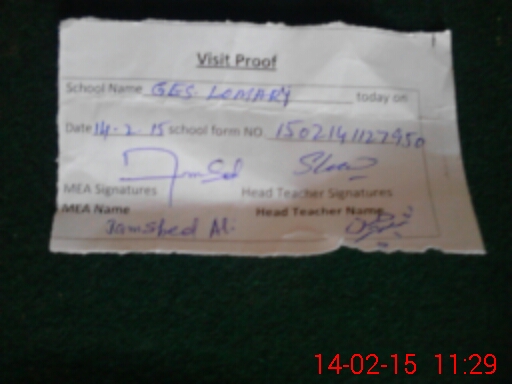 Visit Proof
School Name GES LOHARY today on
Date 14-2-15 school form NO 1502141127950
MEA Signatures Head Teacher Signatures
MEA Name Head Teacher Name
Jamshed Ali
14-02-15 11:29